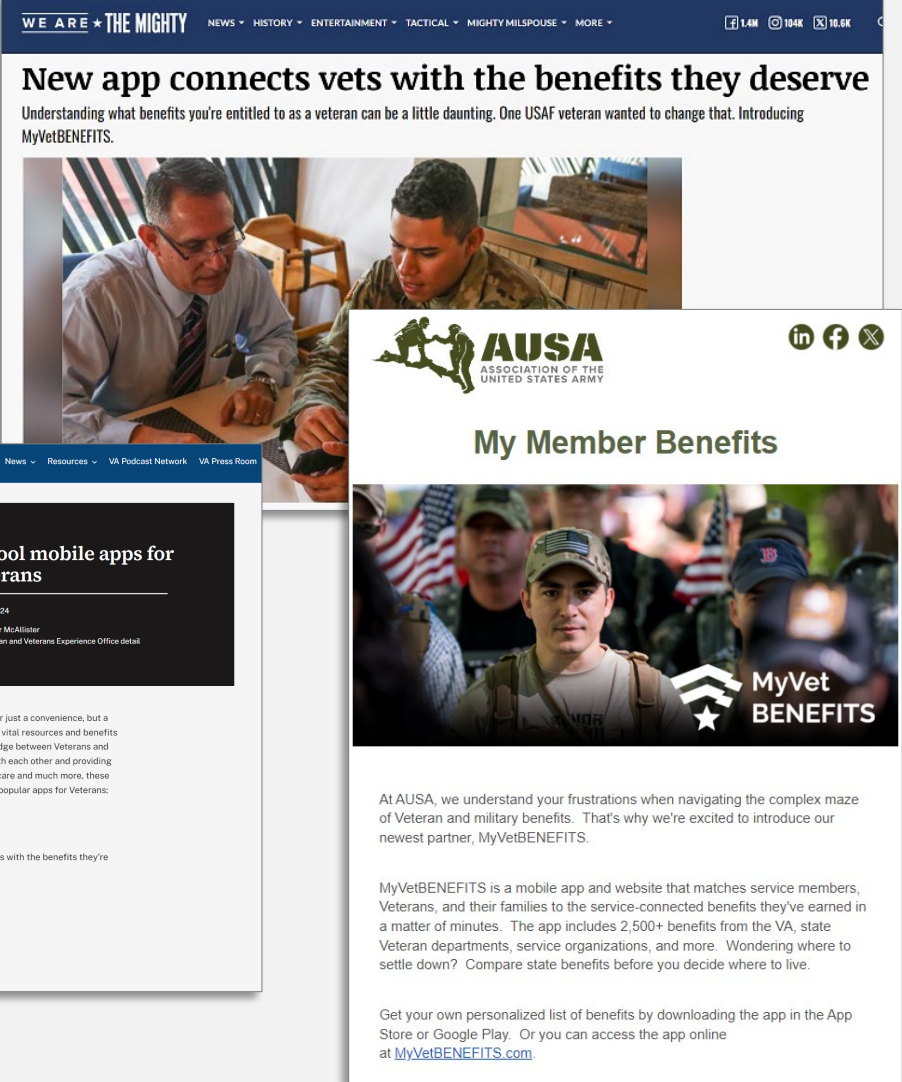 WE ARE ★ THE MIGHTY
NEWS HISTORY ENTERTAINMENT TACTICAL MIGHTY MILSPOUSE MORE
1.4M 104K 10.6K
New app connects vets with the benefits they deserve
Understanding what benefits you're entitled to as a veteran can be a little daunting. One USAF veteran wanted to change that. Introducing
MyVetBENEFITS.
News Resources VA Podcast Network VA Press Room
ool mobile apps for
rans
24
r McAllister
an and Veterans Experience Office detail
r just a convenience, but a
vital resources and benefits
dge between Veterans and
th each other and providing
care and much more, these
popular apps for Veterans:
s with the benefits they're
AUSA
ASSOCIATION OF THE
UNITED STATES ARMY
in f X
My Member Benefits
B
MyVet
BENEFITS
At AUSA, we understand your frustrations when navigating the complex maze
of Veteran and military benefits. That's why we're excited to introduce our
newest partner, MyVetBENEFITS.
MyVetBENEFITS is a mobile app and website that matches service members,
Veterans, and their families to the service-connected benefits they've earned in
a matter of minutes. The app includes 2,500+ benefits from the VA, state
Veteran departments, service organizations, and more. Wondering where to
settle down? Compare state benefits before you decide where to live.
Get your own personalized list of benefits by downloading the app in the App
Store or Google Play. Or you can access the app online
at MyVetBENEFITS.com.